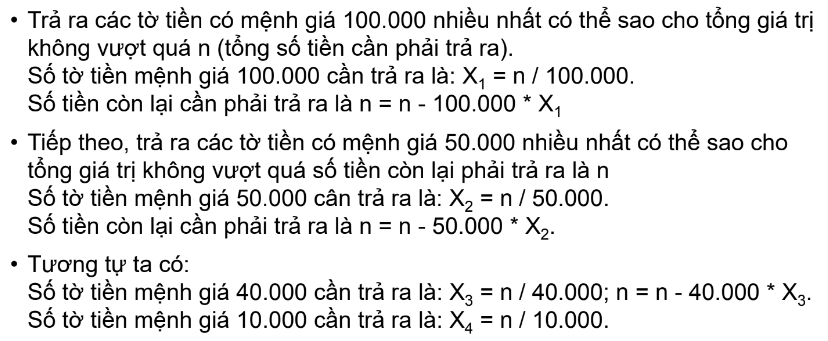 • Trả ra các tờ tiền có mệnh giá 100.000 nhiều nhất có thể sao cho tổng giá trị
không vượt quá n (tổng số tiền cần phải trả ra).
Số tờ tiền mệnh giá 100.000 cần trả ra là: X₁ = n / 100.000.
Số tiền còn lại cần phải trả ra là n = n - 100.000 * X₁
• Tiếp theo, trả ra các tờ tiền có mệnh giá 50.000 nhiều nhất có thể sao cho
tổng giá trị không vượt quá số tiền còn lại phải trả ra là n
Số tờ tiền mệnh giá 50.000 cân trả ra là: X₂ = n / 50.000.
Số tiền còn lại cần phải trả ra là n = n - 50.000 * X₂.
• Tương tự ta có:
Số tờ tiền mệnh giá 40.000 cần trả ra là: X₃ = n / 40.000; n = n - 40.000 * X₃.
Số tờ tiền mệnh giá 10.000 cần trả ra là: X₄ = n / 10.000.